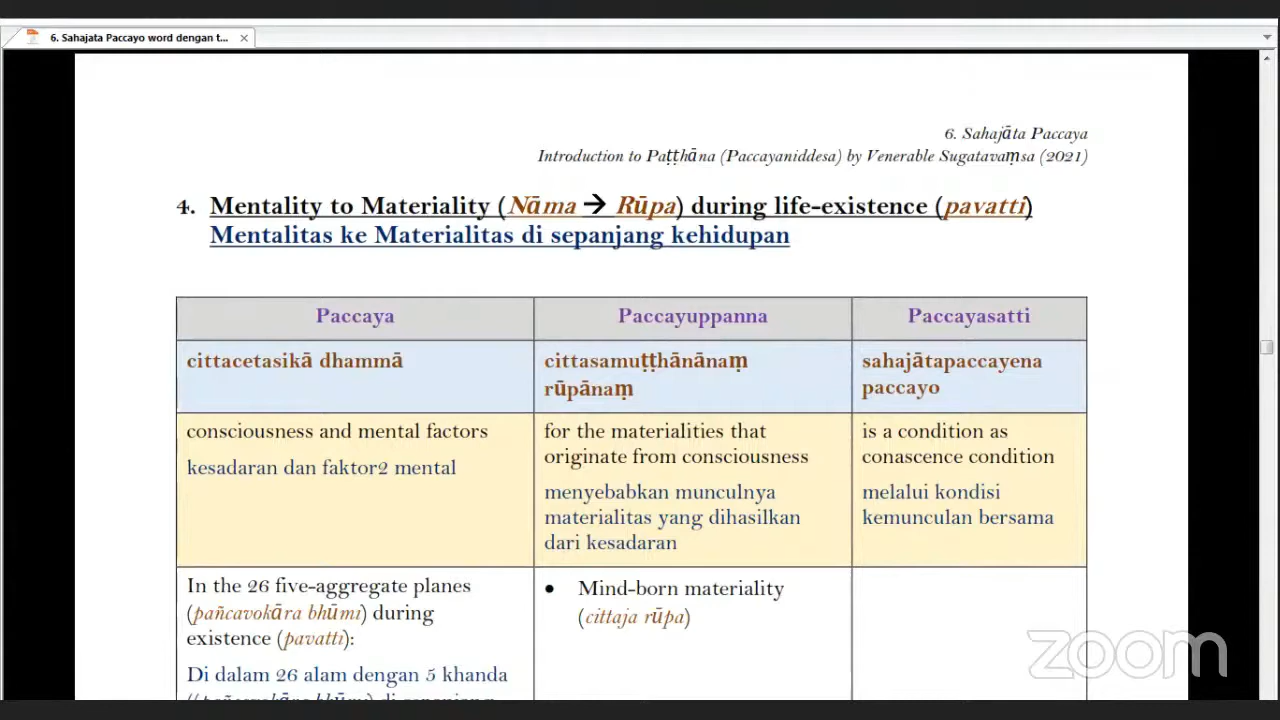 6. Sahajata Paccayo word dengan t...
6. Sahajāta Paccaya
Introduction to Paṭṭhāna (Paccayaniddesa) by Venerable Sugatavaṃsa (2021)
4. Mentality to Materiality (Nāma → Rūpa) during life-existence (pavatti)
Mentalitas ke Materialitas di sepanjang kehidupan
Paccaya
Paccayuppanna
Paccayasatti
cittacetasikā dhammā
cittasamuṭṭhānānaṃ
rūpānaṃ
sahajātapaccayena
paccayo
consciousness and mental factors
kesadaran dan faktor2 mental
for the materialities that
originate from consciousness
menyebabkan munculnya
materialitas yang dihasilkan
dari kesadaran
is a condition as
conascence condition
melalui kondisi
kemunculan bersama
In the 26 five-aggregate planes
(pañcavokāra bhūmi) during
existence (pavatti):
Di dalam 26 alam dengan 5 khanda
• Mind-born materiality
(cittaja rūpa)
zoom